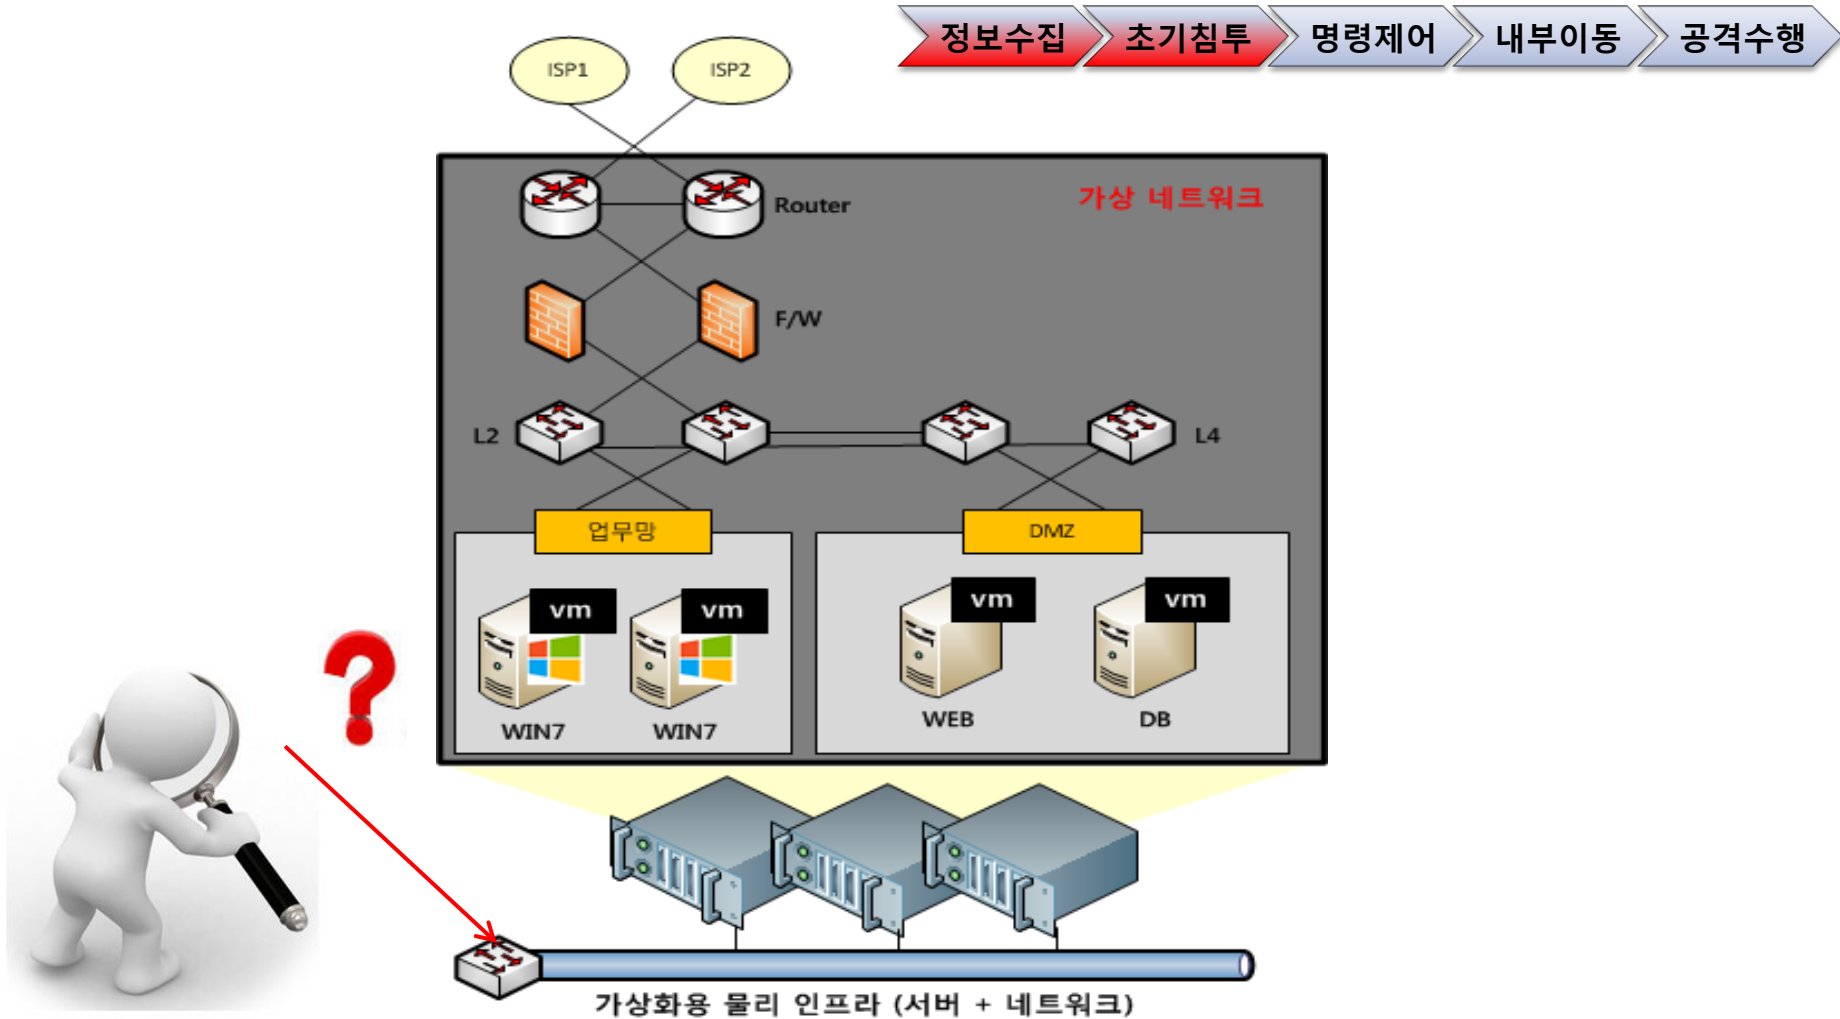 정보수집
초기침투
명령제어
내부이동
공격수행
ISP1
ISP2
가상 네트워크
Router
F/W
L2
L4
업무망
DMZ
vm
vm
vm
vm
WIN7
WIN7
WEB
DB
가상화용 물리 인프라 (서버 + 네트워크)